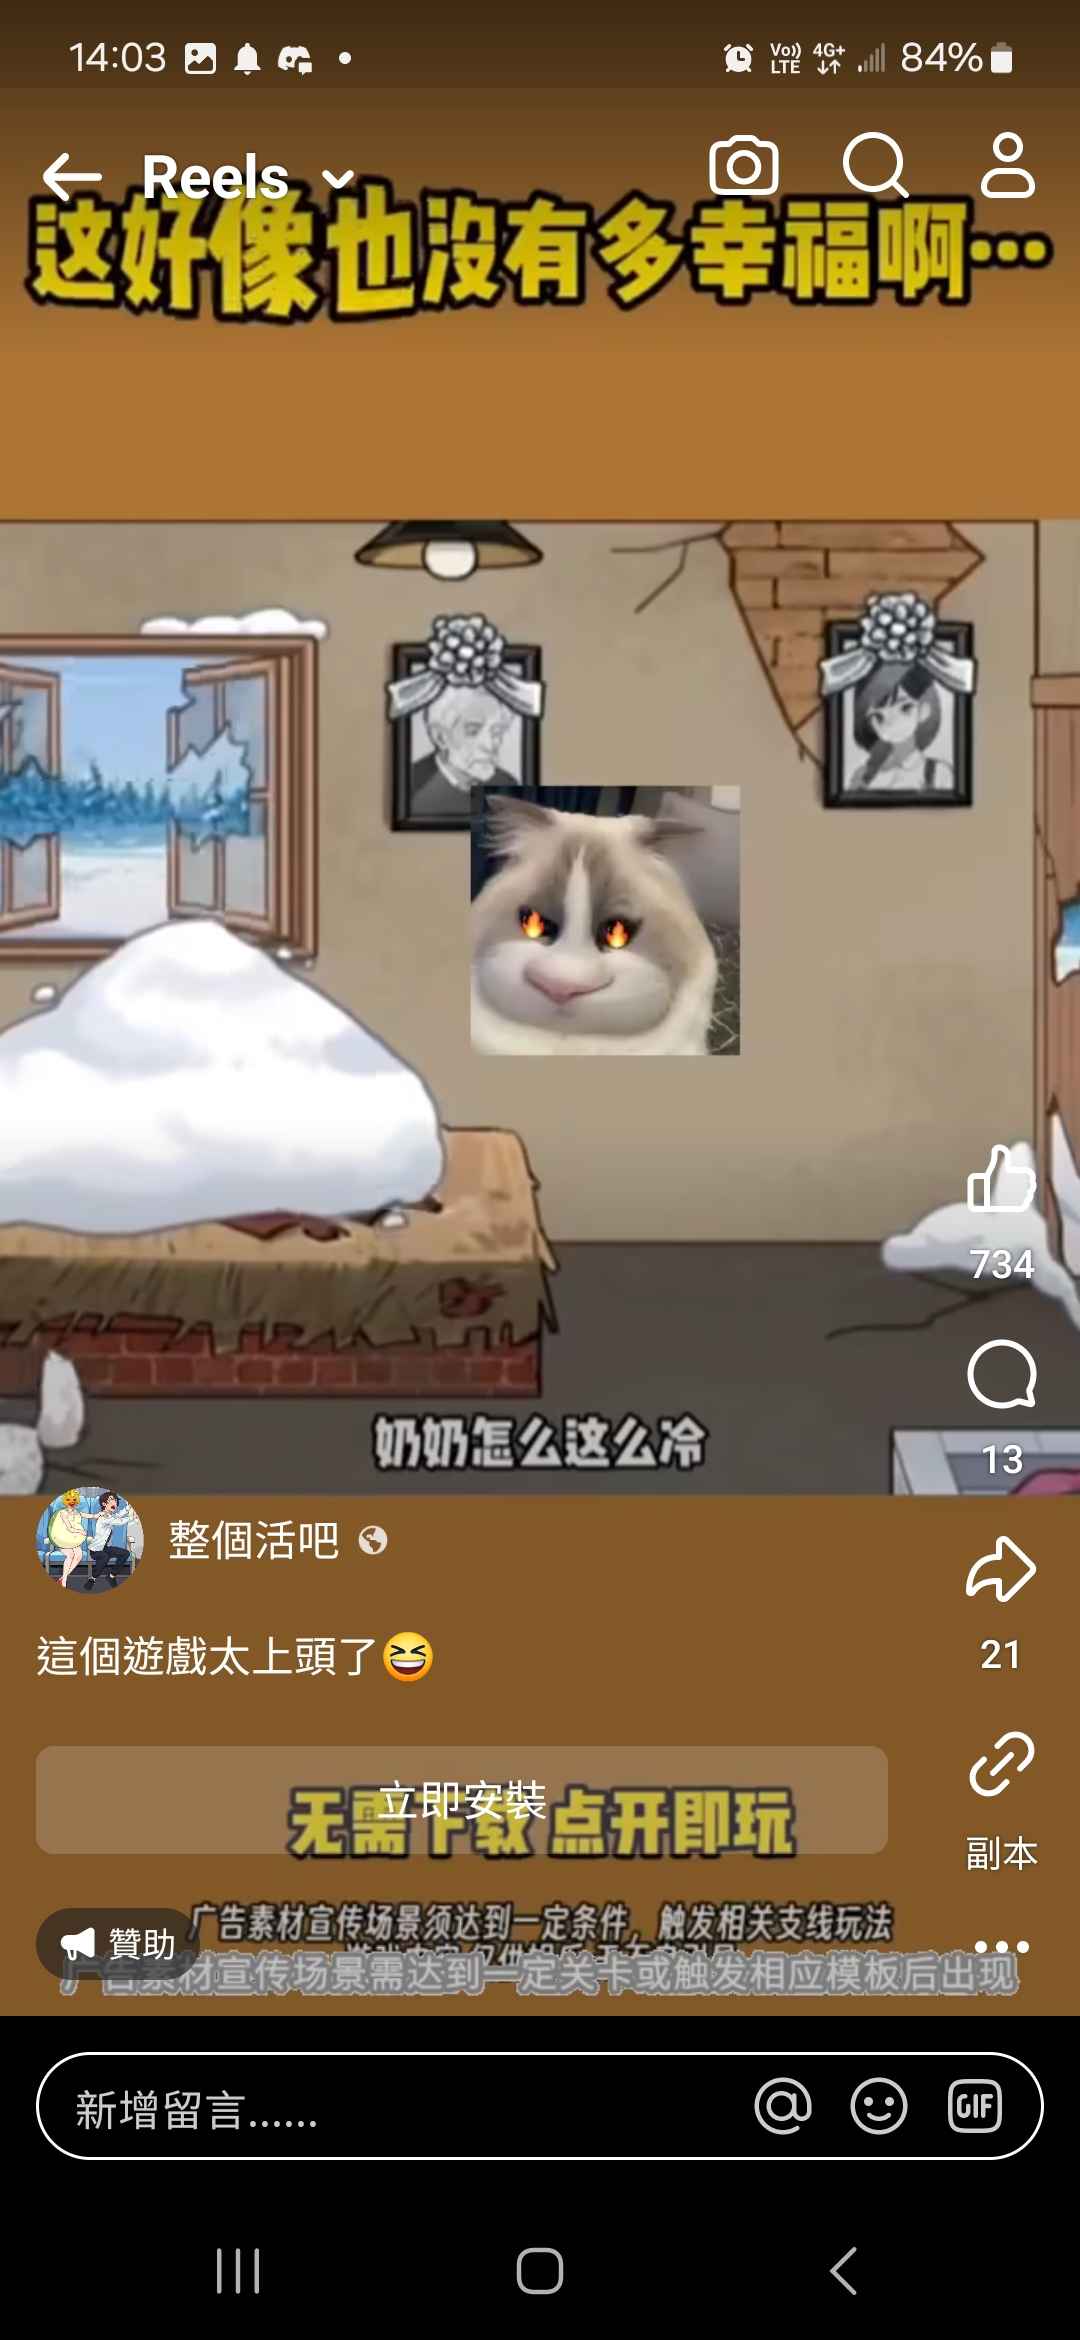 14:03
Vo)) LTE 4G+ 84%
Reels
这好像也没有多幸福啊…
734
奶奶怎么这么冷
13
整個活吧
這個遊戲太上頭了
21
立即安裝
无需下载 点开即玩
副本
广告素材宣传场景须达到一定条件，触发相关支线玩法
贊助
广告素材宣传场景需达到一定关卡或触发相应模板后出现
新增留言......
GIF